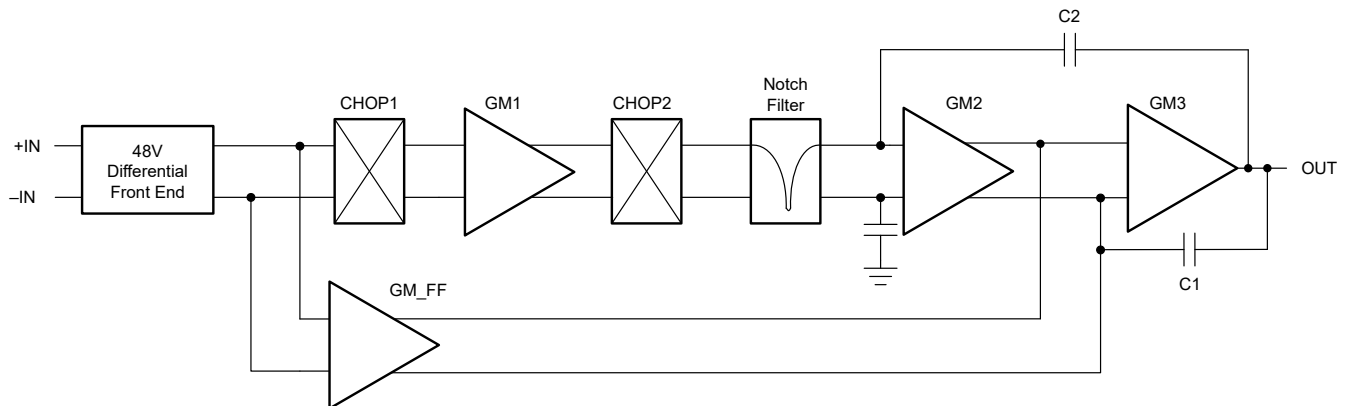 C2
Notch
Filter
CHOP1
GM1
CHOP2
GM2
GM3
+IN
–IN
48V
Differential
Front End
OUT
C1
GM_FF